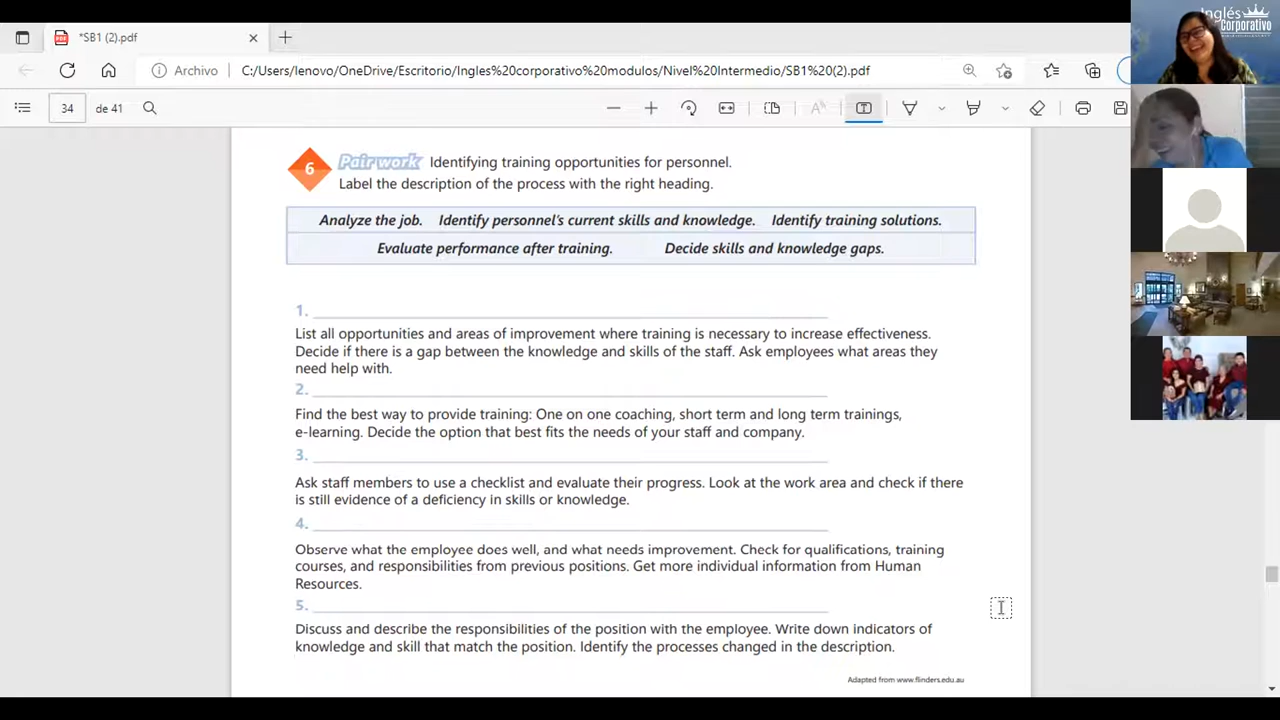 *SB1 (2).pdf
Archivo
C:/Users/lenovo/OneDrive/Escritorio/Ingles%20corporativo%20modulos/Nivel%20Intermedio/SB1%20(2).pdf
34
de 41
Inglés
Corporativo
6
Pair work Identifying training opportunities for personnel.
Label the description of the process with the right heading.
Analyze the job. Identify personnel's current skills and knowledge. Identify training solutions.
Evaluate performance after training. Decide skills and knowledge gaps.
1.
List all opportunities and areas of improvement where training is necessary to increase effectiveness.
Decide if there is a gap between the knowledge and skills of the staff. Ask employees what areas they
need help with.
2.
Find the best way to provide training: One on one coaching, short term and long term trainings,
e-learning. Decide the option that best fits the needs of your staff and company.
3.
Ask staff members to use a checklist and evaluate their progress. Look at the work area and check if there
is still evidence of a deficiency in skills or knowledge.
4.
Observe what the employee does well, and what needs improvement. Check for qualifications, training
courses, and responsibilities from previous positions. Get more individual information from Human
Resources.
5.
Discuss and describe the responsibilities of the position with the employee. Write down indicators of
knowledge and skill that match the position. Identify the processes changed in the description.
Adapted from www.flinders.edu.au